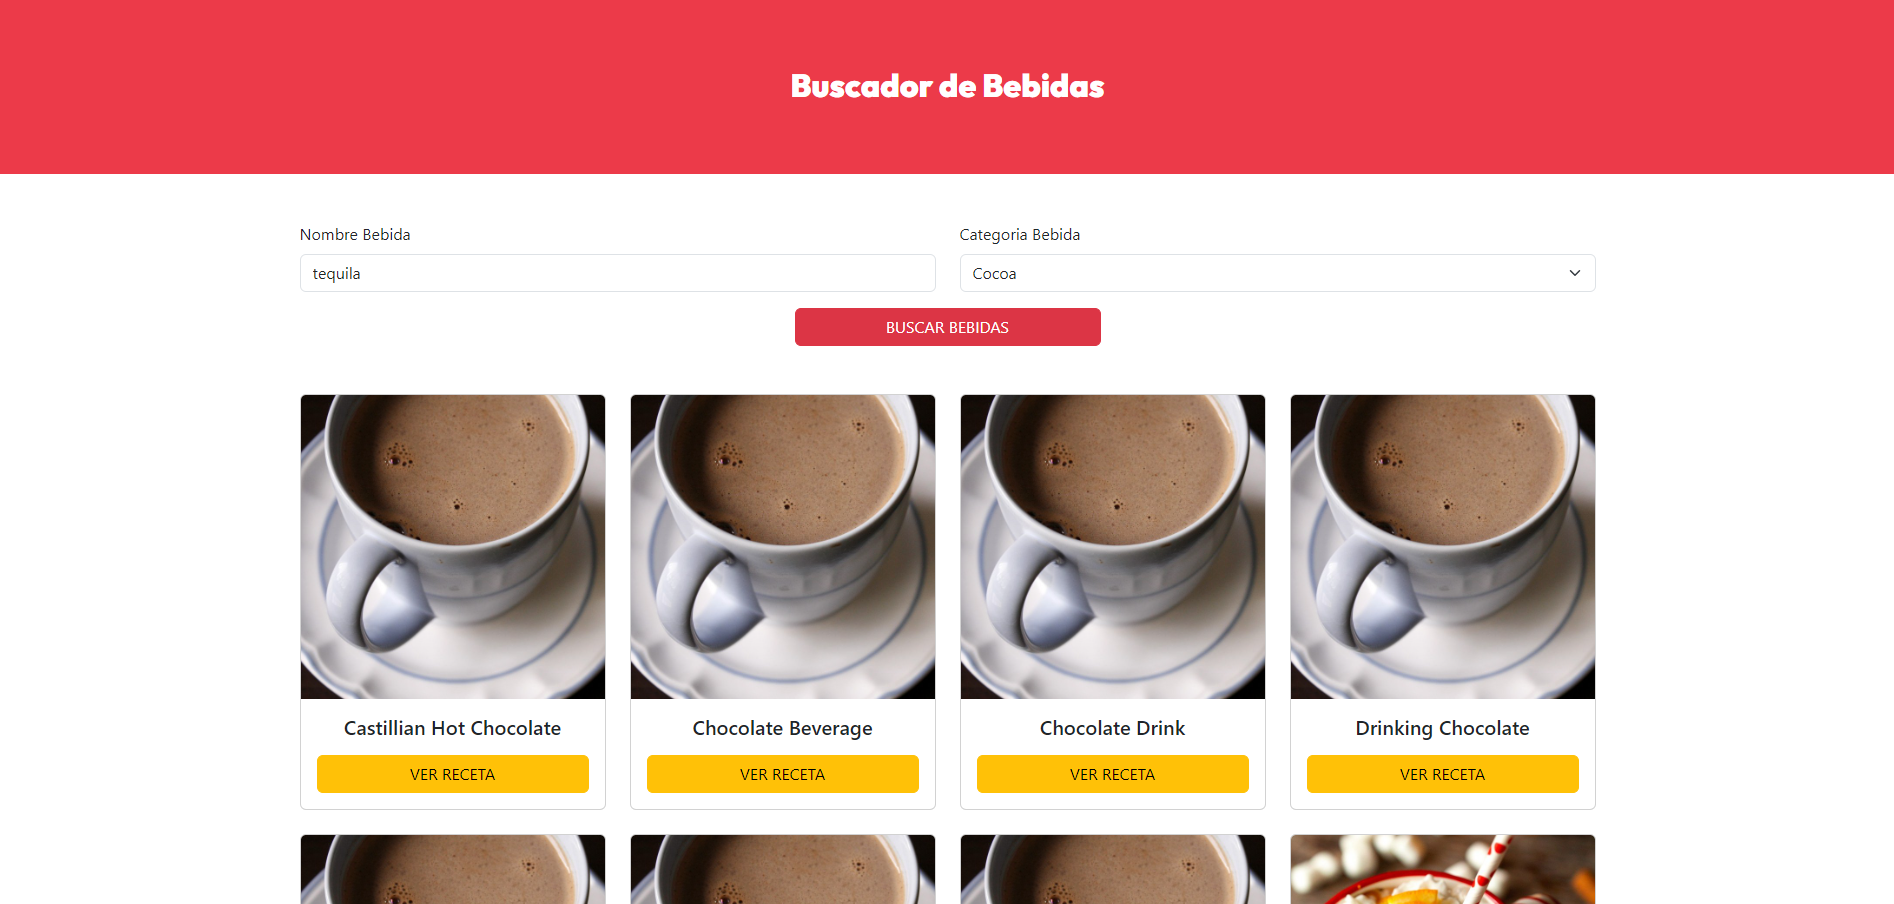 Buscador de Bebidas
Nombre Bebida
Categoria Bebida
tequila
Cocoa
BUSCAR BEBIDAS
Castillian Hot Chocolate
Chocolate Beverage
Chocolate Drink
Drinking Chocolate
VER RECETA
VER RECETA
VER RECETA
VER RECETA